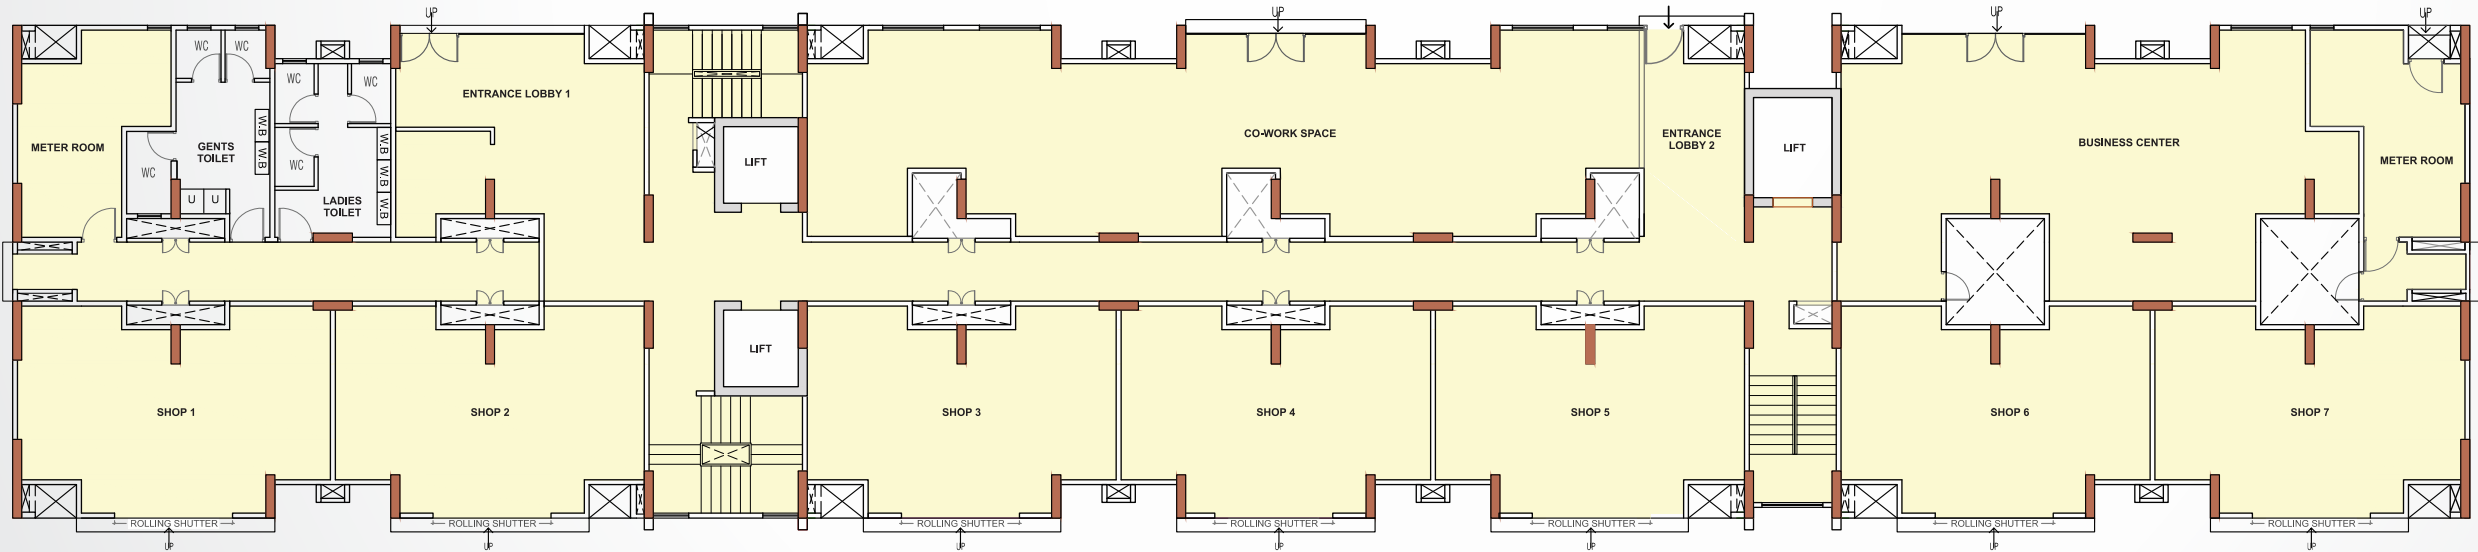 UP
UP
UP
UP
WC
WC
WC
WC
ENTRANCE LOBBY 1
W.B
W.B
CO-WORK SPACE
ENTRANCE
LOBBY 2
BUSINESS CENTER
METER ROOM
GENTS
TOILET
W.B
W.B
W.B
LIFT
LIFT
METER ROOM
WC
WC
U
U
LADIES
TOILET
LIFT
SHOP 1
SHOP 2
SHOP 3
SHOP 4
SHOP 5
SHOP 6
SHOP 7
ROLLING SHUTTER
ROLLING SHUTTER
ROLLING SHUTTER
ROLLING SHUTTER
ROLLING SHUTTER
ROLLING SHUTTER
ROLLING SHUTTER
UP
UP
UP
UP
UP
UP
UP